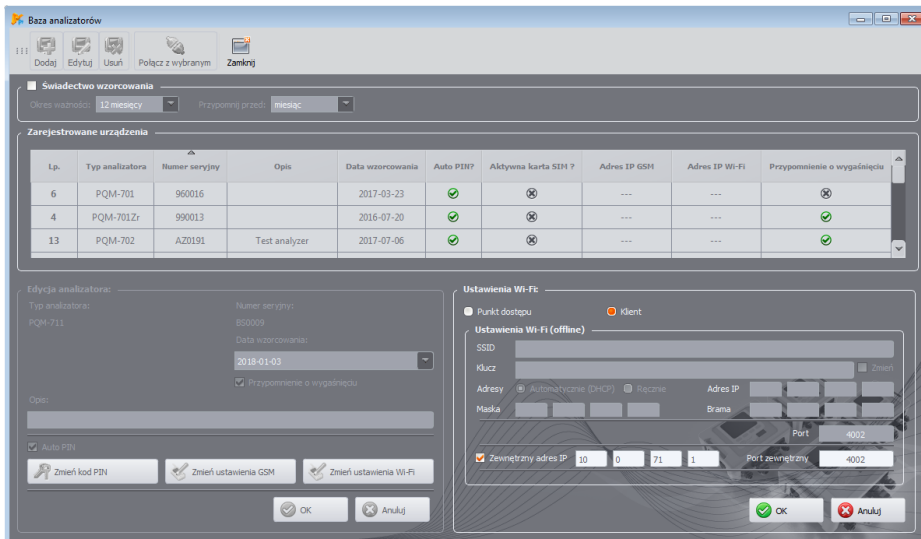 Baza analizatorów
Dodaj Edytuj Usuń Połącz z wybranym Zamknij
Świadectwo wzorcowania
Okres ważności: 12 miesięcy Przypomnij przed: miesiąc
Zarejestrowane urządzenia
Lp. Typ analizatora Numer seryjny Opis Data wzorcowania Auto PIN? Aktywna karta SIM ? Adres IP GSM Adres IP Wi-Fi Przypomnienie o wygaśnięciu
6 PQM-701 960016 2017-03-23 --- ---
4 PQM-701Zr 990013 2016-07-20 --- ---
13 PQM-702 AZ0191 Test analyzer 2017-07-06 --- ---
Edycja analizatora:
Typ analizatora: Numer seryjny:
PQM-711 BS0009
Data wzorcowania:
2018-01-03
Przypomnienie o wygaśnięciu
Opis:
Auto PIN
Zmień kod PIN Zmień ustawienia GSM Zmień ustawienia Wi-Fi
OK Anuluj
Ustawienia Wi-Fi:
Punkt dostępu Klient
Ustawienia Wi-Fi (offline)
SSID
Klucz Zmień
Adresy Automatycznie (DHCP) Ręcznie Adres IP
Maska Brama
Port 4002
Zewnętrzny adres IP 10 0 71 1 Port zewnętrzny 4002
OK Anuluj